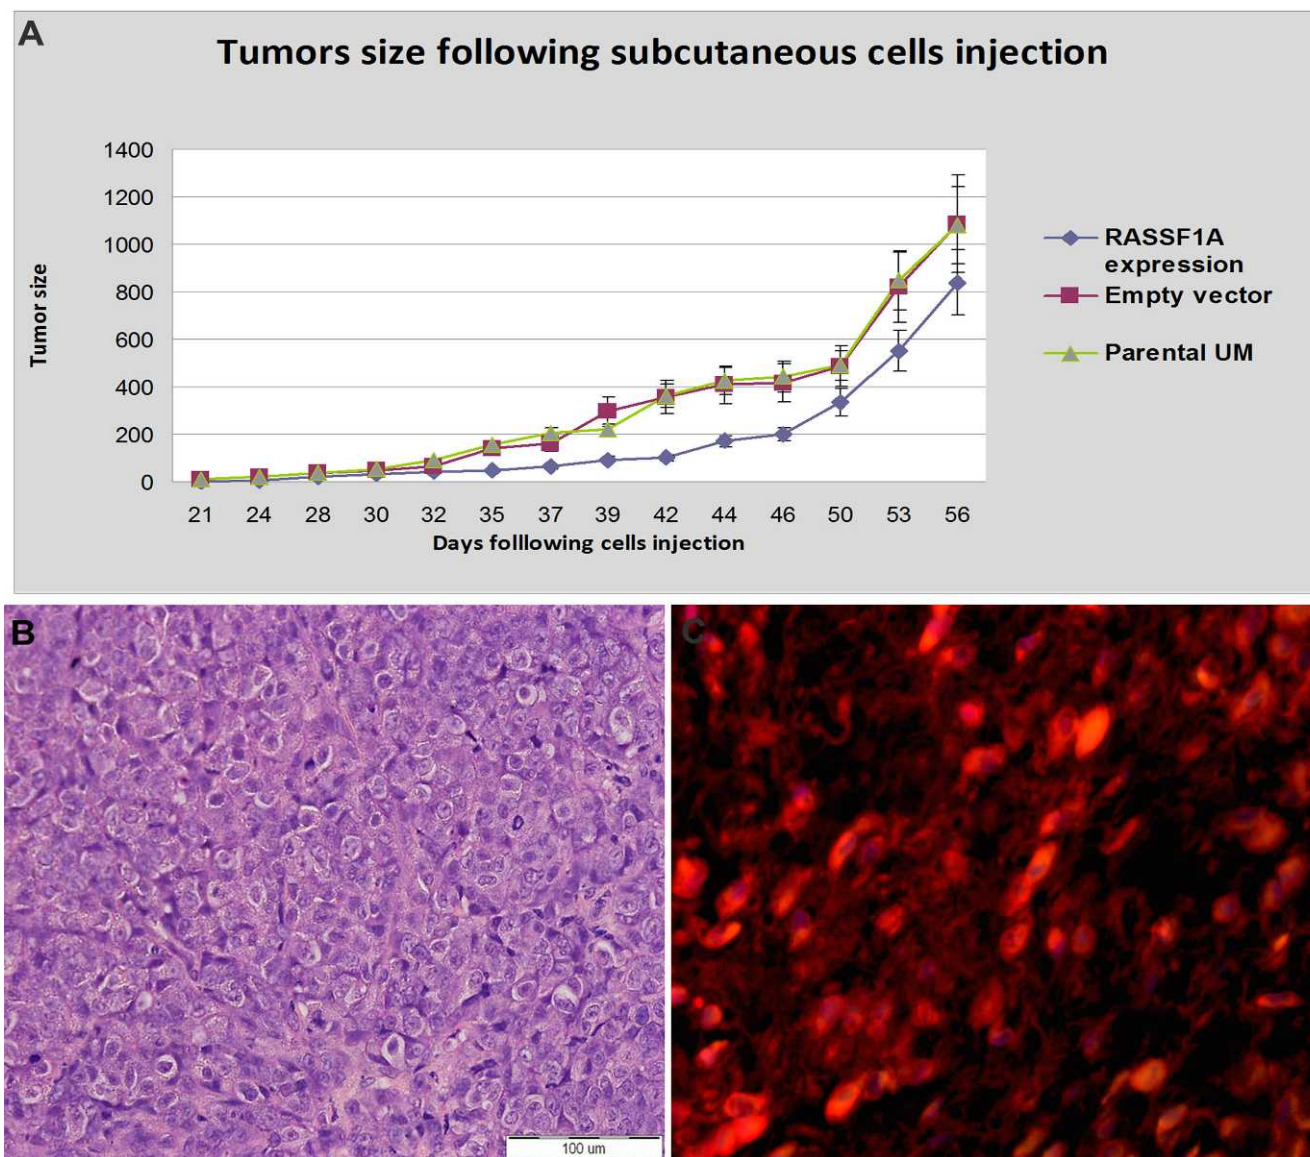 A
Tumors size following subcutaneous cells injection
1400
1200
1000
800
600
400
200
0
Tumor size
21 24 28 30 32 35 37 39 42 44 46 50 53 56
Days folllowing cells injection
RASSF1A
expression
Empty vector
Parental UM
B
100 um
C